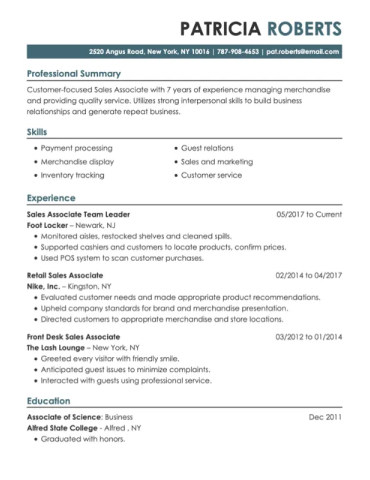 PATRICIA ROBERTS
2520 Angus Road, New York, NY 10016 | 787-908-4653 | pat.roberts@email.com
Professional Summary
Customer-focused Sales Associate with 7 years of experience managing merchandise
and providing quality service. Utilizes strong interpersonal skills to build business
relationships and generate repeat business.
Skills
• Payment processing
• Merchandise display
• Inventory tracking
• Guest relations
• Sales and marketing
• Customer service
Experience
Sales Associate Team Leader 05/2017 to Current
Foot Locker – Newark, NJ
• Monitored aisles, restocked shelves and cleaned spills.
• Supported cashiers and customers to locate products, confirm prices.
• Used POS system to scan customer purchases.
Retail Sales Associate 02/2014 to 04/2017
Nike, Inc. – Kingston, NY
• Evaluated customer needs and made appropriate product recommendations.
• Upheld company standards for brand and merchandise presentation.
• Directed customers to appropriate merchandise and store locations.
Front Desk Sales Associate 03/2012 to 01/2014
The Lash Lounge – New York, NY
• Greeted every visitor with friendly smile.
• Anticipated guest issues to minimize complaints.
• Interacted with guests using professional service.
Education
Associate of Science: Business Dec 2011
Alfred State College - Alfred , NY
• Graduated with honors.